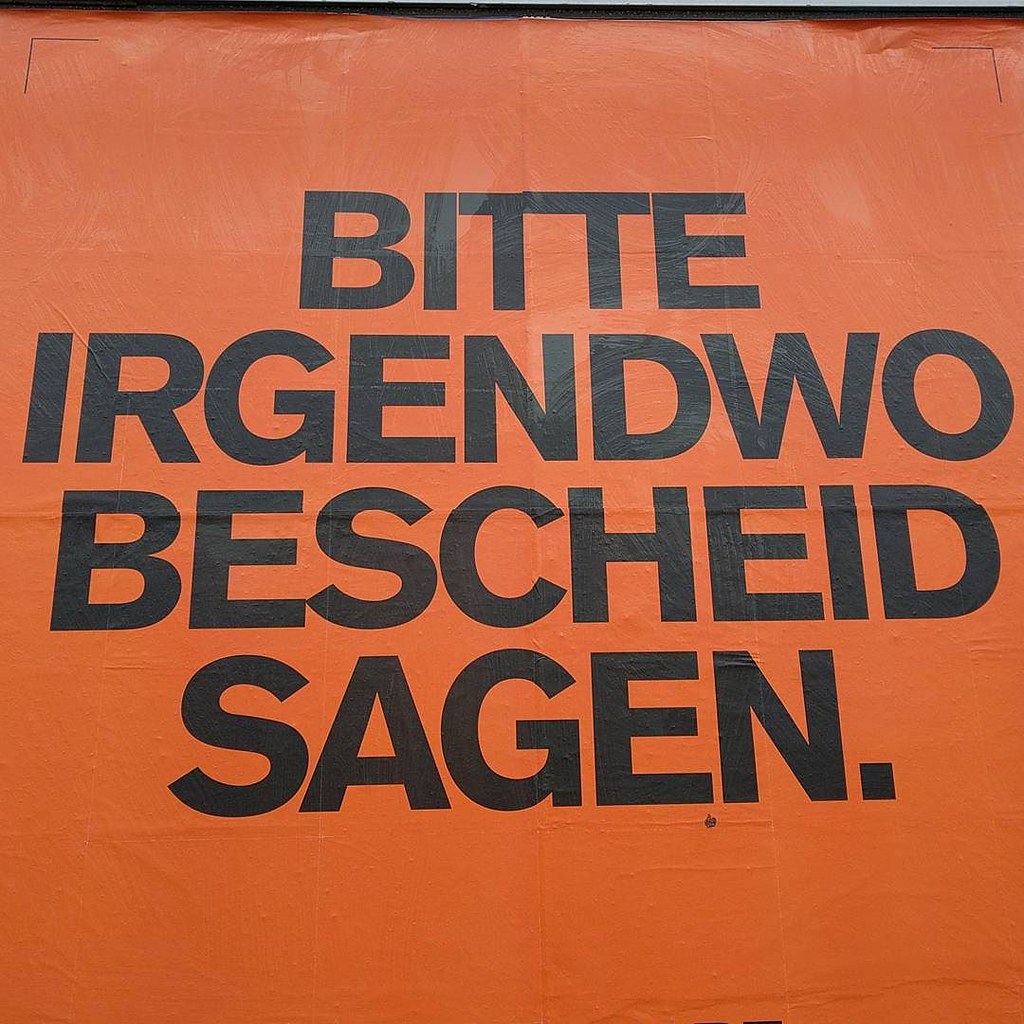 BITTE
IRGENDWO
BESCHEID
SAGEN.